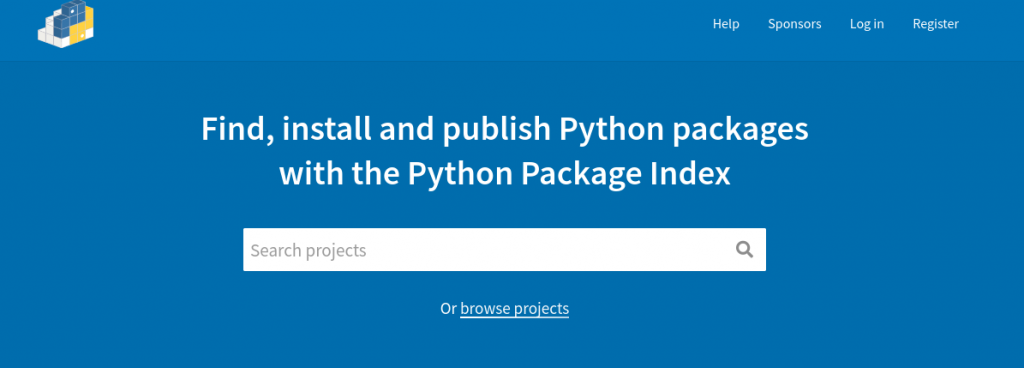 Help Sponsors Log in Register
Find, install and publish Python packages
with the Python Package Index
Search projects
Or browse projects